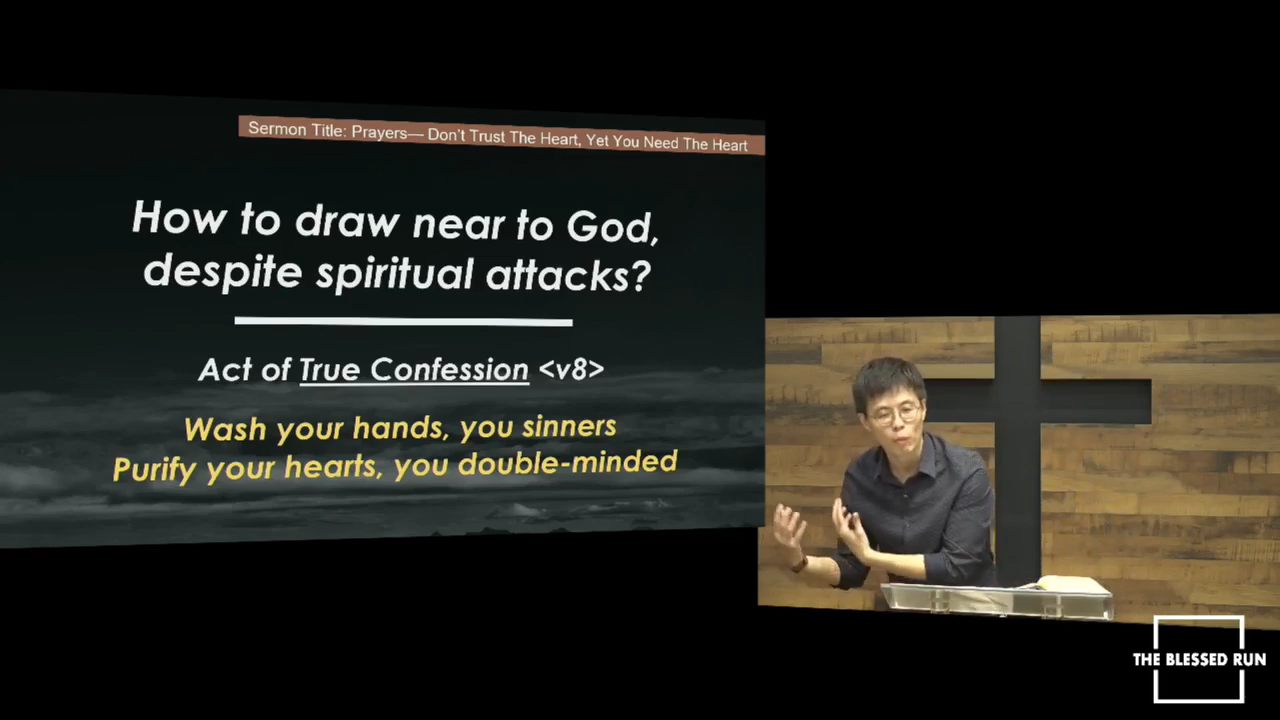 Sermon Title: Prayers— Don't Trust The Heart, Yet You Need The Heart
How to draw near to God,
despite spiritual attacks?
Act of True Confession <v8>
Wash your hands, you sinners
Purify your hearts, you double-minded
THE BLESSED RUN